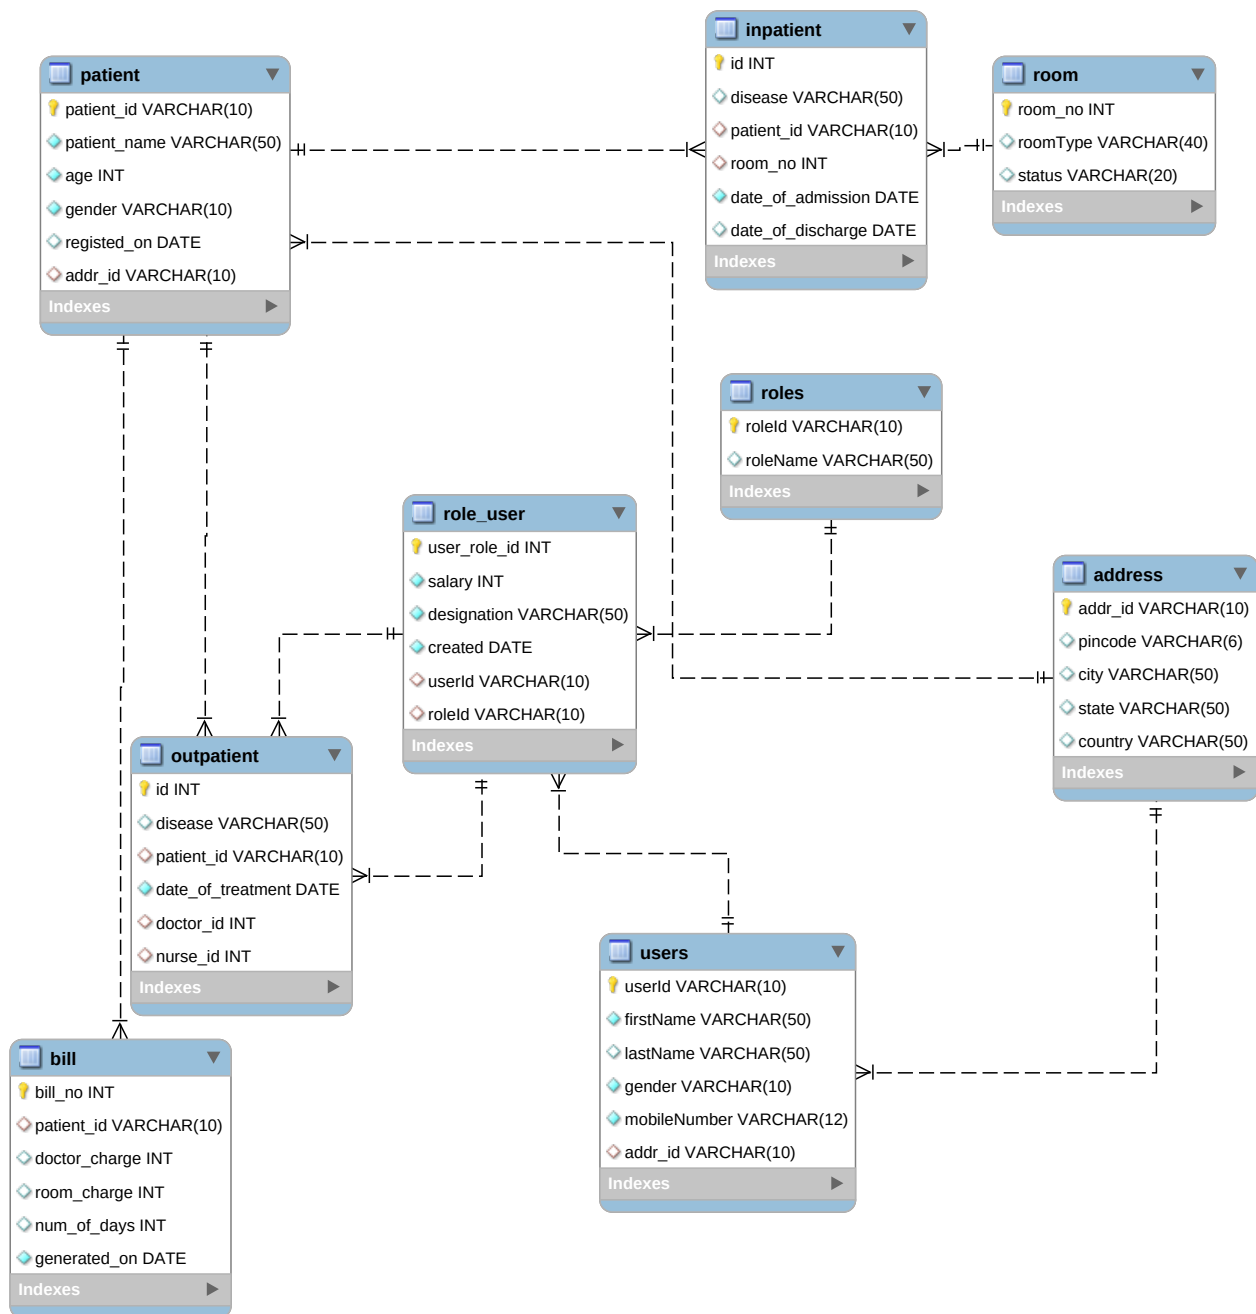 patient
patient_id VARCHAR(10)
patient_name VARCHAR(50)
age INT
gender VARCHAR(10)
registed_on DATE
addr_id VARCHAR(10)
Indexes
inpatient
id INT
disease VARCHAR(50)
patient_id VARCHAR(10)
room_no INT
date_of_admission DATE
date_of_discharge DATE
Indexes
room
room_no INT
roomType VARCHAR(40)
status VARCHAR(20)
Indexes
roles
roleId VARCHAR(10)
roleName VARCHAR(50)
Indexes
role_user
user_role_id INT
salary INT
designation VARCHAR(50)
created DATE
userId VARCHAR(10)
roleId VARCHAR(10)
Indexes
address
addr_id VARCHAR(10)
pincode VARCHAR(6)
city VARCHAR(50)
state VARCHAR(50)
country VARCHAR(50)
Indexes
outpatient
id INT
disease VARCHAR(50)
patient_id VARCHAR(10)
date_of_treatment DATE
doctor_id INT
nurse_id INT
Indexes
users
userId VARCHAR(10)
firstName VARCHAR(50)
lastName VARCHAR(50)
gender VARCHAR(10)
mobileNumber VARCHAR(12)
addr_id VARCHAR(10)
Indexes
bill
bill_no INT
patient_id VARCHAR(10)
doctor_charge INT
room_charge INT
num_of_days INT
generated_on DATE
Indexes